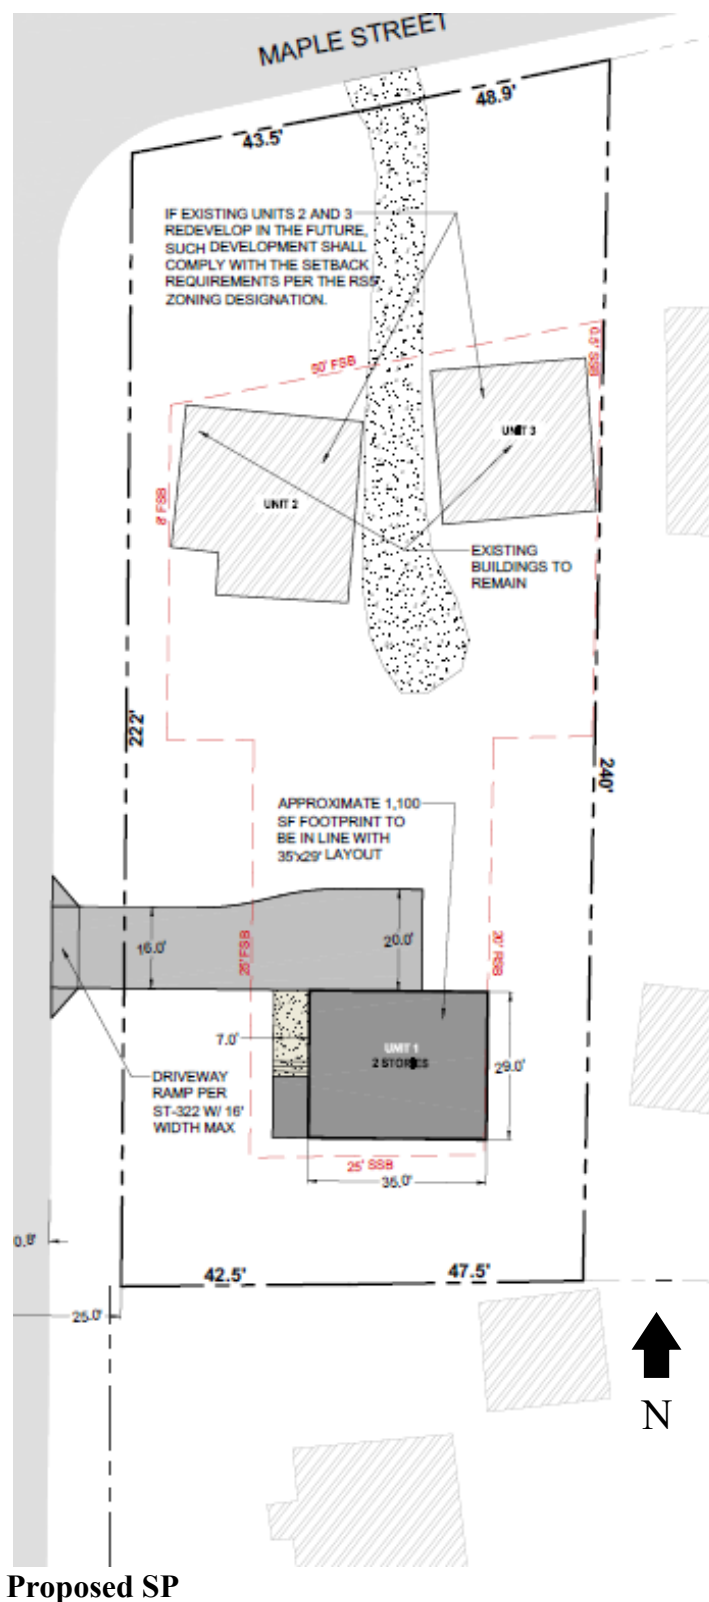 MAPLE STREET
48.9'
43.5'
IF EXISTING UNITS 2 AND 3
REDEVELOP IN THE FUTURE,
SUCH DEVELOPMENT SHALL
COMPLY WITH THE SETBACK
REQUIREMENTS PER THE RS5
ZONING DESIGNATION.
50' FSB
0.5' SSB
UNIT 3
8' FSB
UNIT 2
EXISTING
BUILDINGS TO
REMAIN
222'
240'
APPROXIMATE 1,100
SF FOOTPRINT TO
BE IN LINE WITH
35'x29' LAYOUT
16.0'
25' FSB
20.0'
20' RSB
7.0'
UNIT 1
2 STORIES
29.0'
DRIVEWAY
RAMP PER
ST-322 W/ 16'
WIDTH MAX
25' SSB
35.0'
0.8'
42.5'
47.5'
25.0'
N
Proposed SP